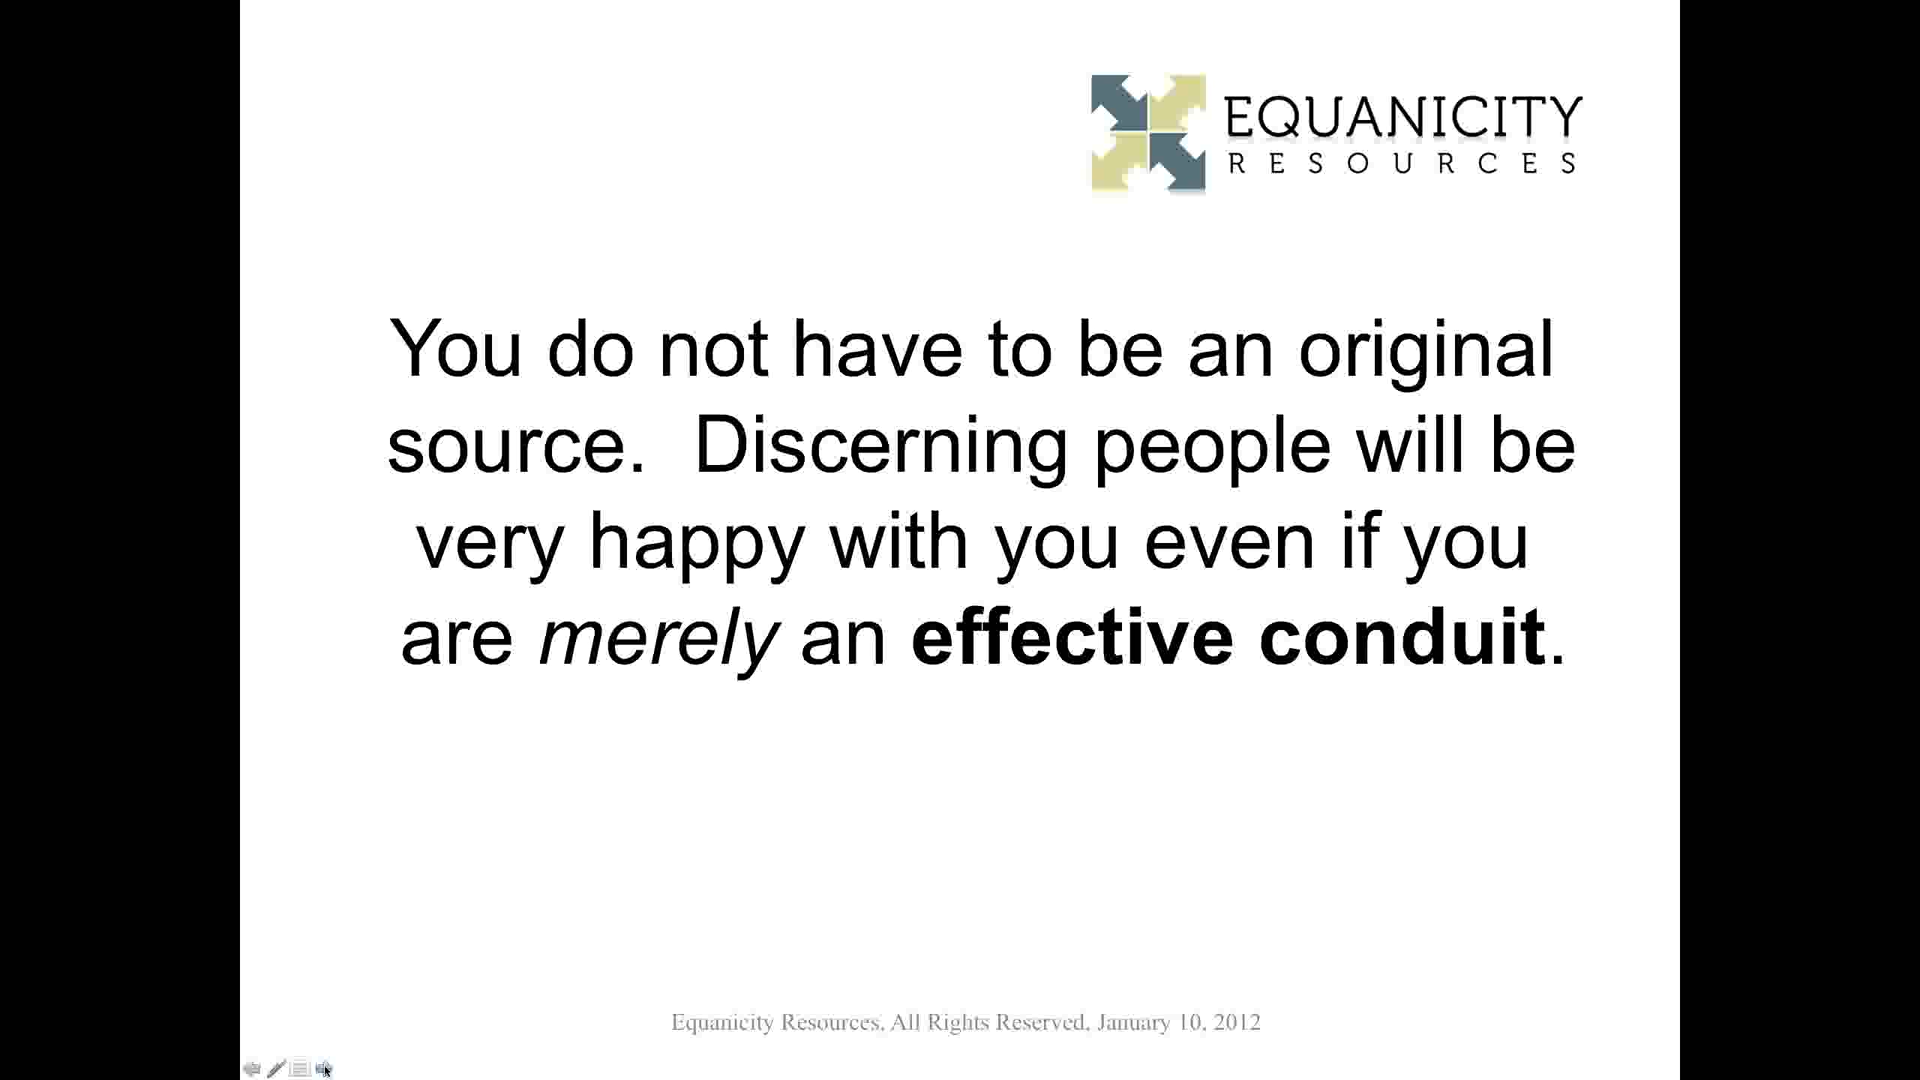 EQUANICITY
RESOURCES
You do not have to be an original
source.  Discerning people will be
very happy with you even if you
are merely an effective conduit.
Equanicity Resources, All Rights Reserved, January 10, 2012